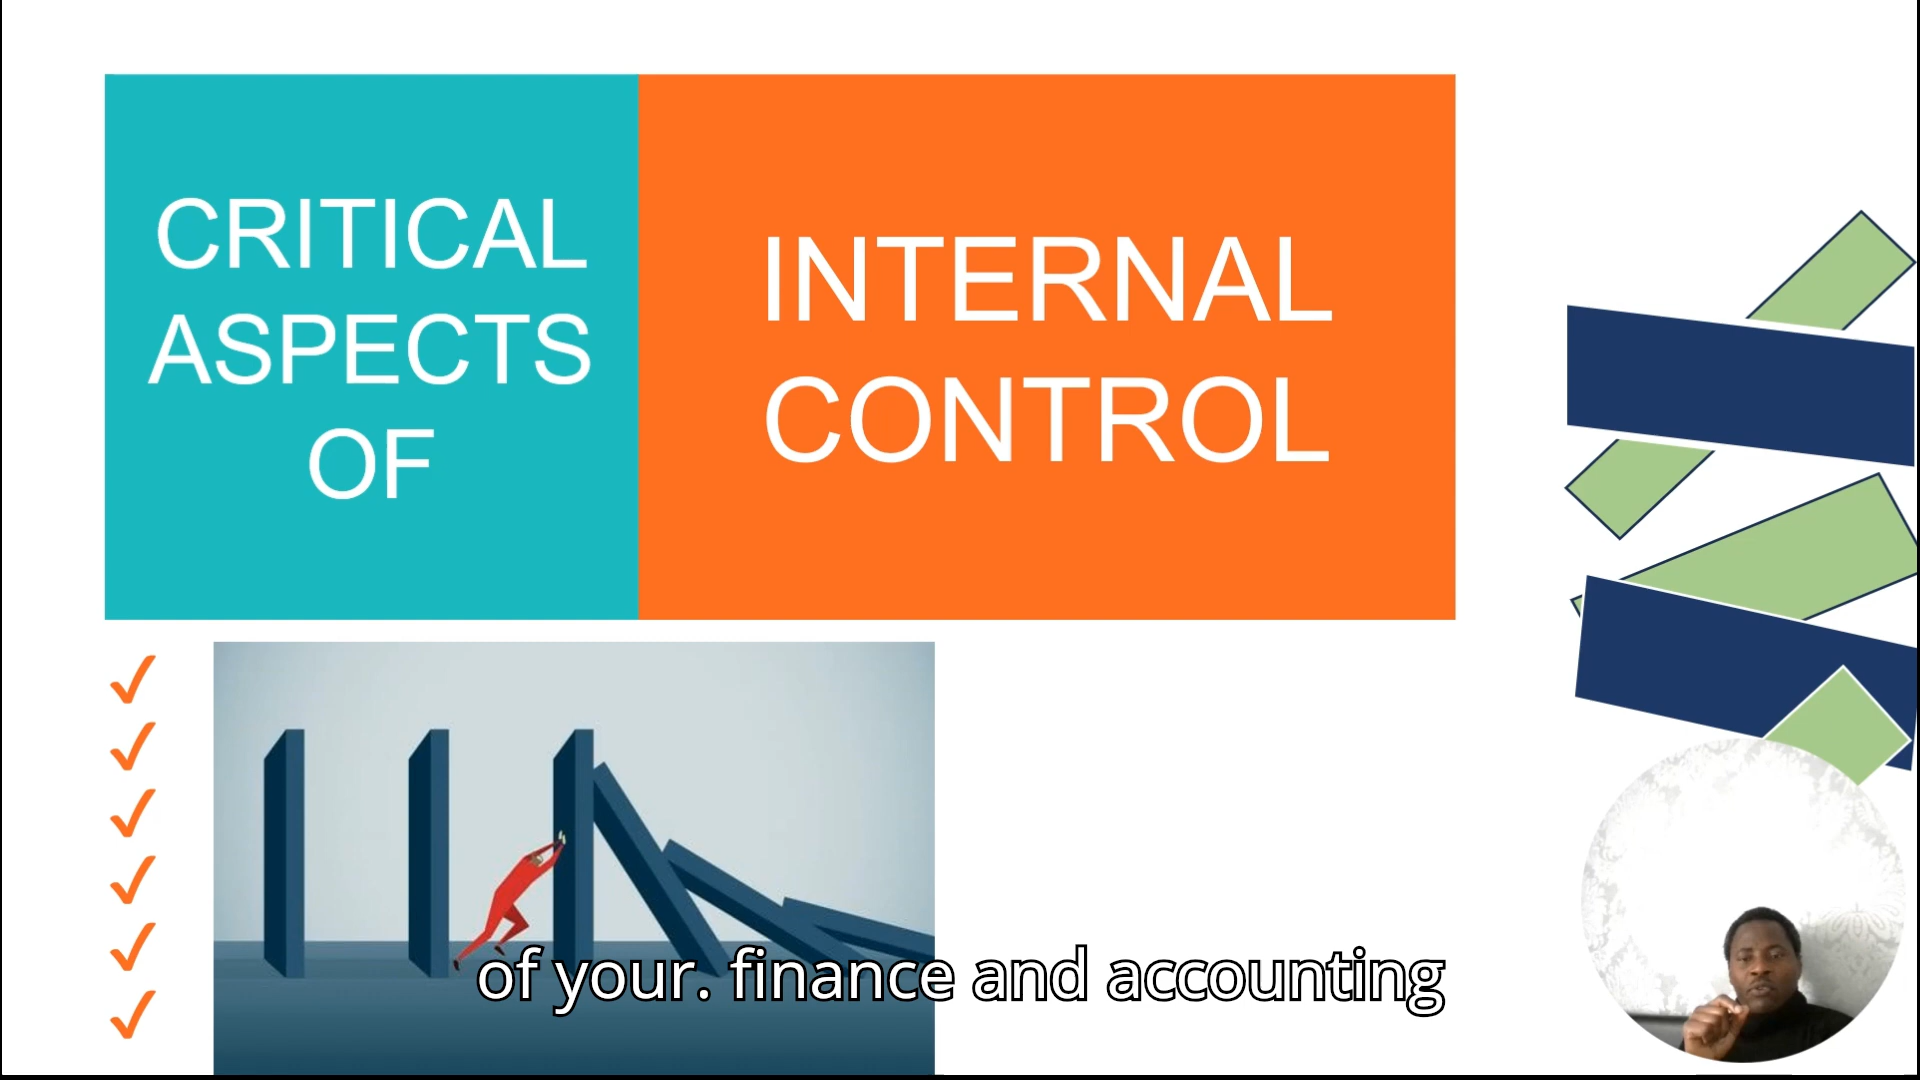 CRITICAL
ASPECTS
OF
INTERNAL
CONTROL
of your. finance and accounting